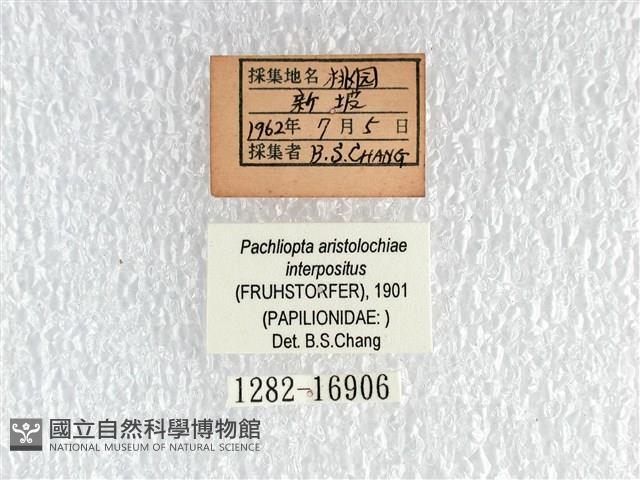 採集地名 桃园
新坡
1962年 7月5日
採集者 B.S.CHANG
Pachliopta aristolochiae
interpositus
(FRUHSTORFER), 1901
(PAPILIONIDAE: )
Det. B.S.Chang
1282-16906
國立自然科學博物館
NATIONAL MUSEUM OF NATURAL SCIENCE